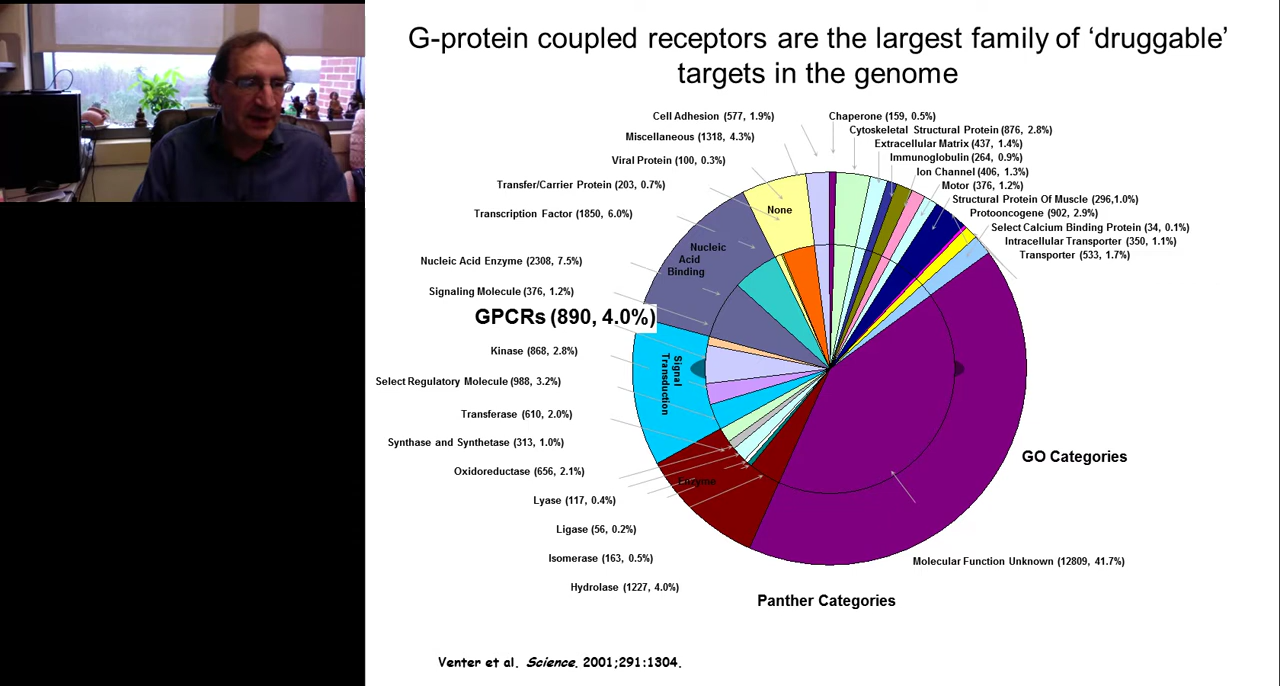 G-protein coupled receptors are the largest family of ‘druggable’
targets in the genome
Cell Adhesion (577, 1.9%)
Miscellaneous (1318, 4.3%)
Viral Protein (100, 0.3%)
Transfer/Carrier Protein (203, 0.7%)
Transcription Factor (1850, 6.0%)
Nucleic Acid Enzyme (2308, 7.5%)
Signaling Molecule (376, 1.2%)
GPCRs (890, 4.0%)
Kinase (868, 2.8%)
Select Regulatory Molecule (988, 3.2%)
Transferase (610, 2.0%)
Synthase and Synthetase (313, 1.0%)
Oxidoreductase (656, 2.1%)
Lyase (117, 0.4%)
Ligase (56, 0.2%)
Isomerase (163, 0.5%)
Hydrolase (1227, 4.0%)
Chaperone (159, 0.5%)
Cytoskeletal Structural Protein (876, 2.8%)
Extracellular Matrix (437, 1.4%)
Immunoglobulin (264, 0.9%)
Ion Channel (406, 1.3%)
Motor (376, 1.2%)
Structural Protein Of Muscle (296,1.0%)
Protooncogene (902, 2.9%)
Select Calcium Binding Protein (34, 0.1%)
Intracellular Transporter (350, 1.1%)
Transporter (533, 1.7%)
None
Nucleic
Acid
Binding
Signal
Transduction
Enzyme
GO Categories
Molecular Function Unknown (12809, 41.7%)
Panther Categories
Venter et al. Science. 2001;291:1304.